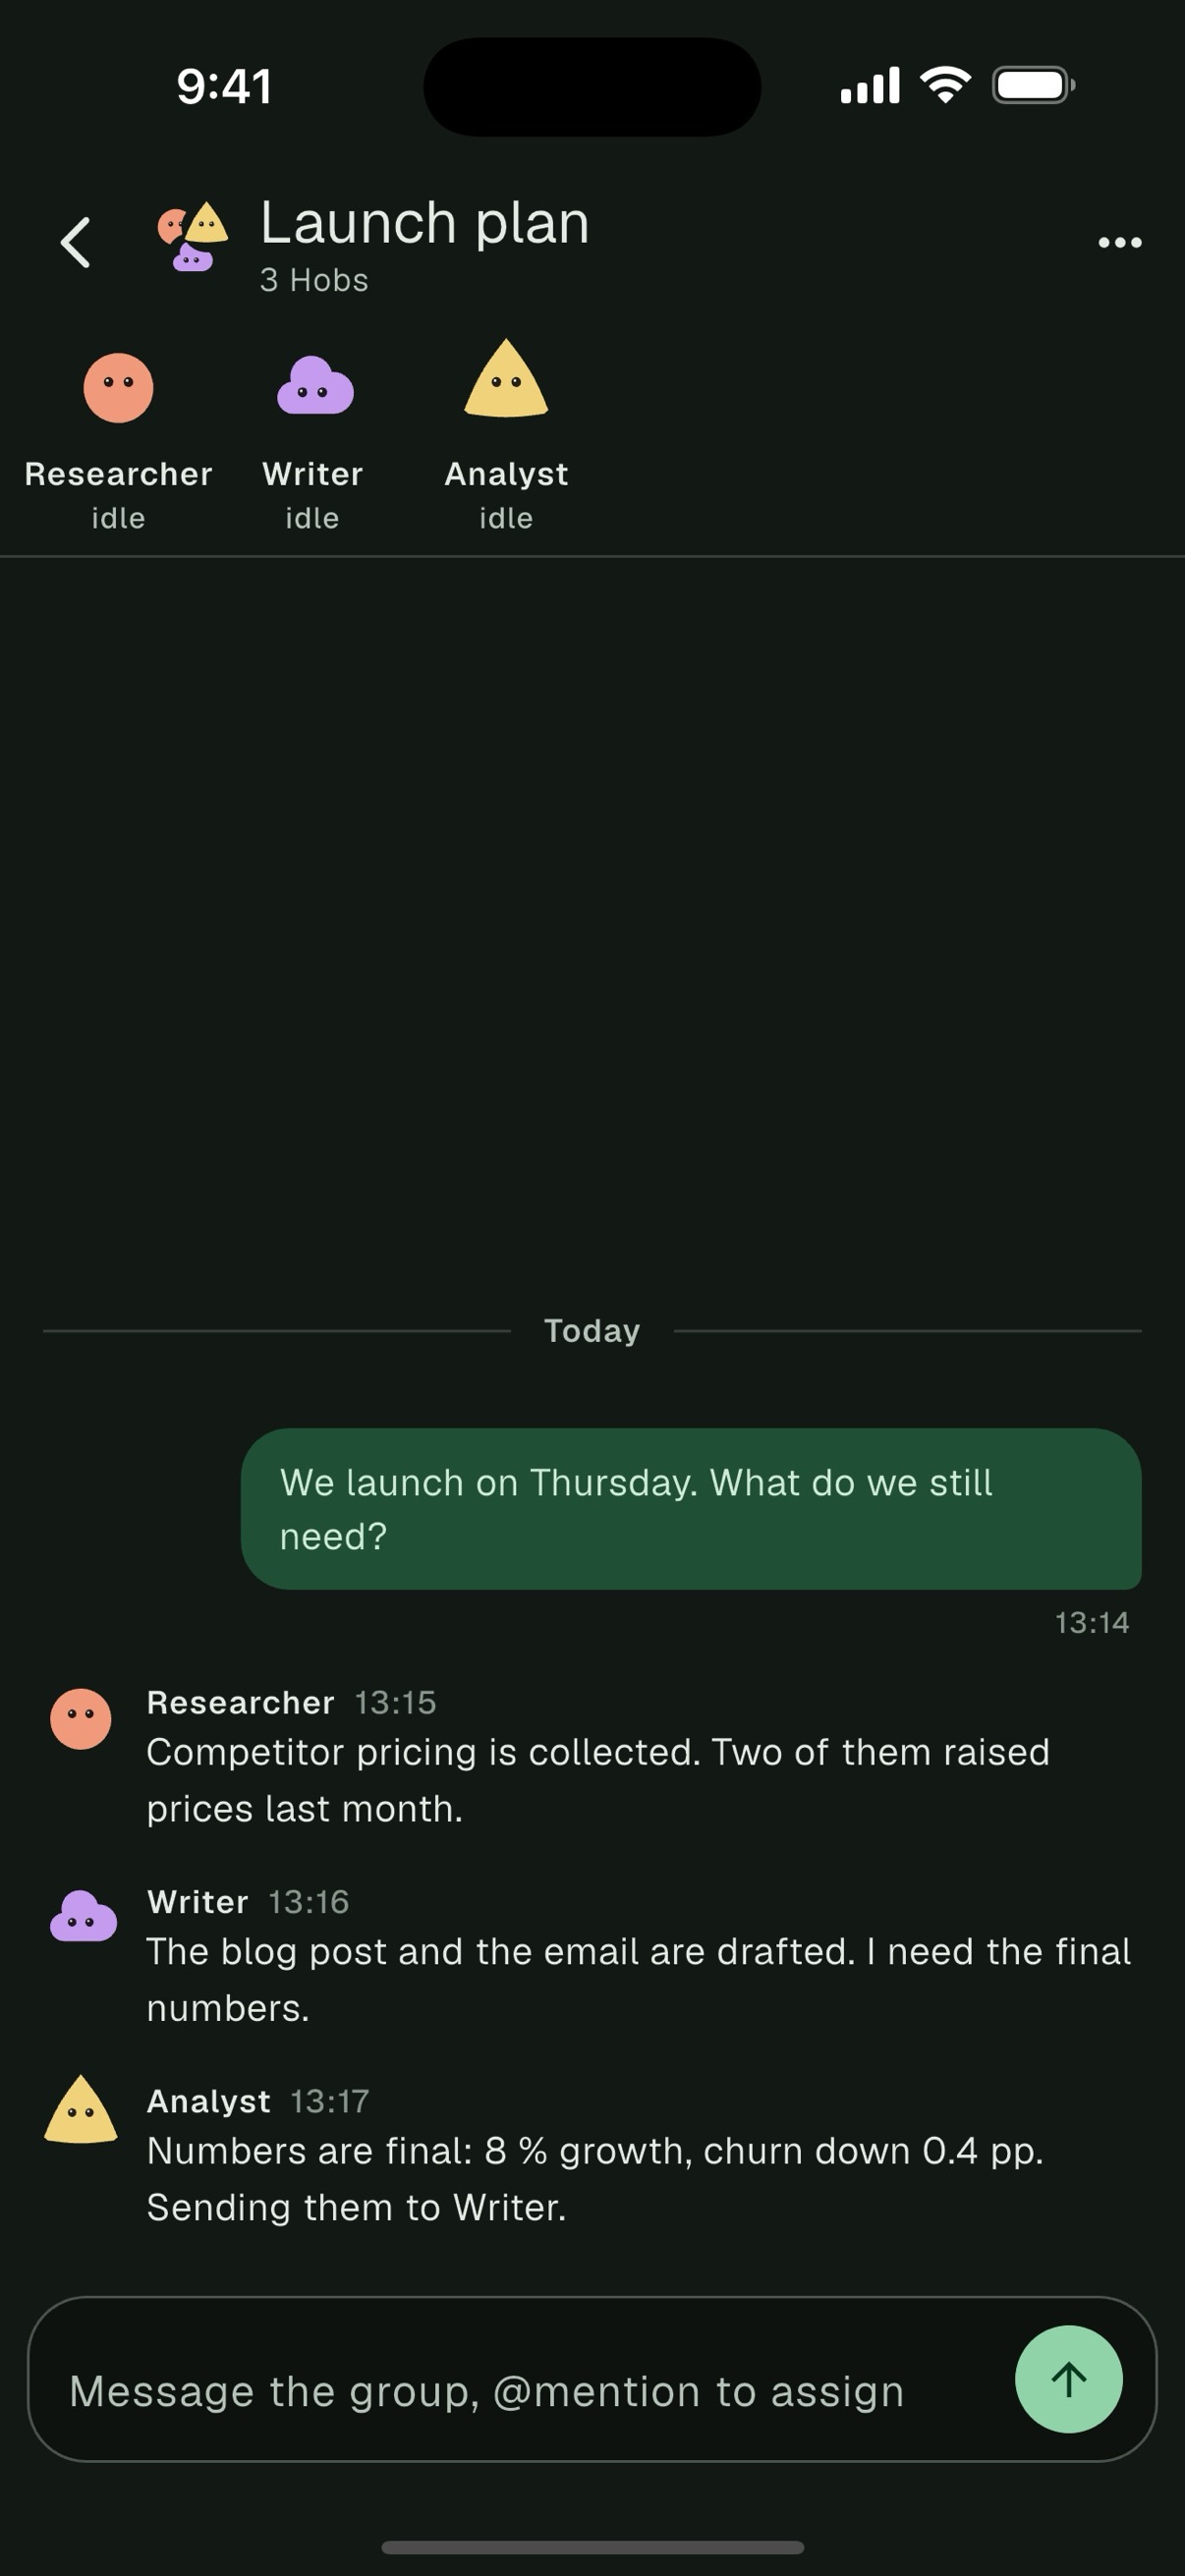 9:41
Launch plan
3 Hobs
Researcher
idle
Writer
idle
Analyst
idle
Today
We launch on Thursday. What do we still
need?
13:14
Researcher 13:15
Competitor pricing is collected. Two of them raised
prices last month.
Writer 13:16
The blog post and the email are drafted. I need the final
numbers.
Analyst 13:17
Numbers are final: 8 % growth, churn down 0.4 pp.
Sending them to Writer.
Message the group, @mention to assign